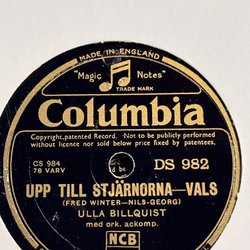 MADE IN ENGLAND
"Magic Notes"
TRADE MARK
Columbia
Copyright, patented Record. Not to be publicly performed
without licence nor sold below price fixed by patentees,
CS 984
78 VARV
DS 982
UPP TILL STJÄRNORNA—VALS
(FRED WINTER—NILS-GEORG)
ULLA BILLQUIST
med ork. ackomp.
NCB